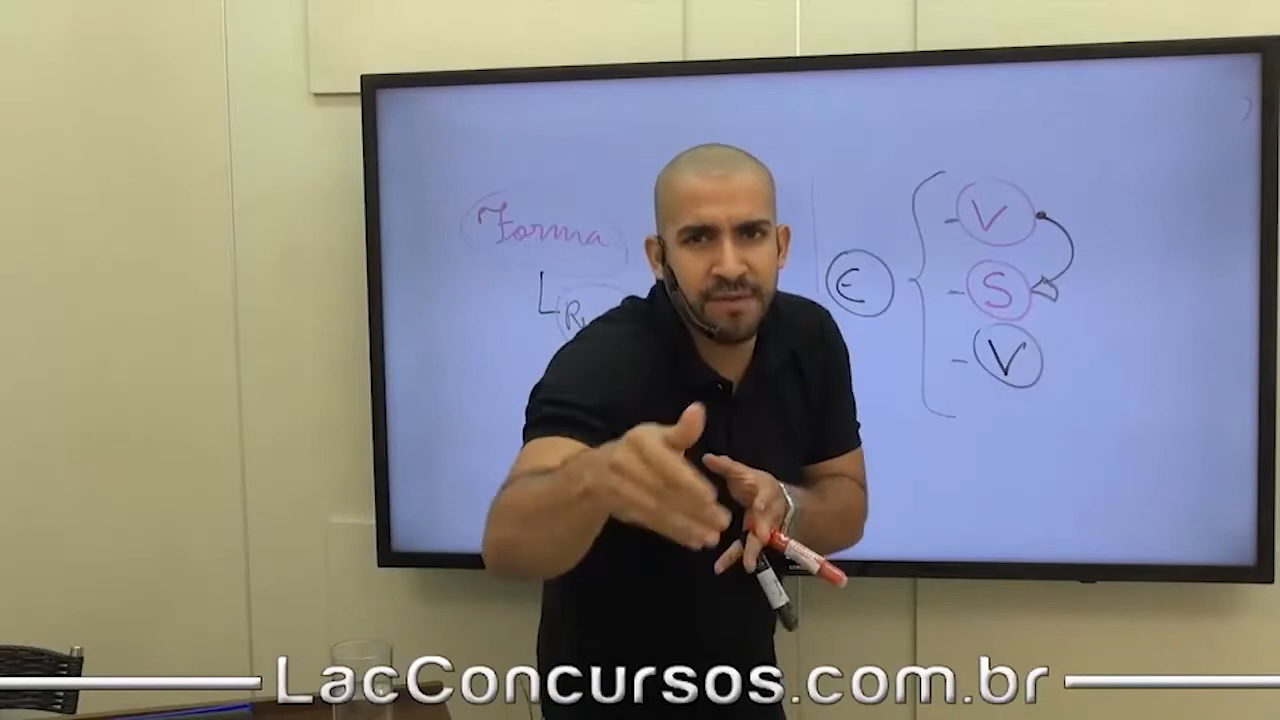 Forma
R
E
- V
- S
- V
LacConcursos.com.br